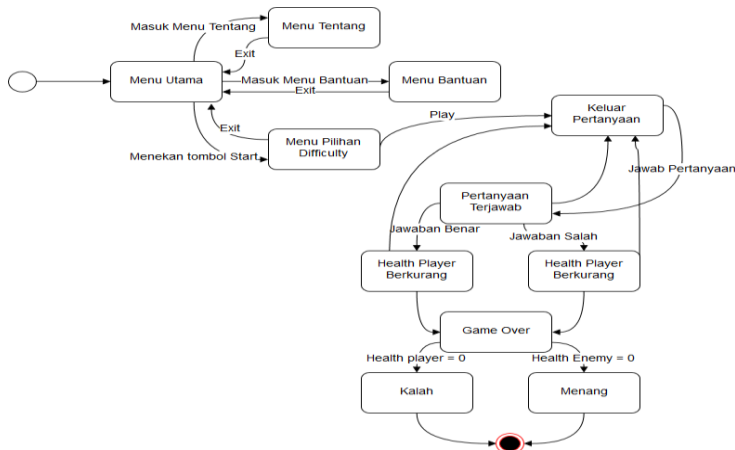 Masuk Menu Tentang
Menu Tentang
Exit
Menu Utama
Masuk Menu Bantuan
Exit
Menu Bantuan
Exit
Menekan tombol Start
Menu Pilihan
Difficulty
Play
Keluar
Pertanyaan
Jawab Pertanyaan
Pertanyaan
Terjawab
Jawaban Benar
Jawaban Salah
Health Player
Berkurang
Health Player
Berkurang
Game Over
Health player = 0
Health Enemy = 0
Kalah
Menang